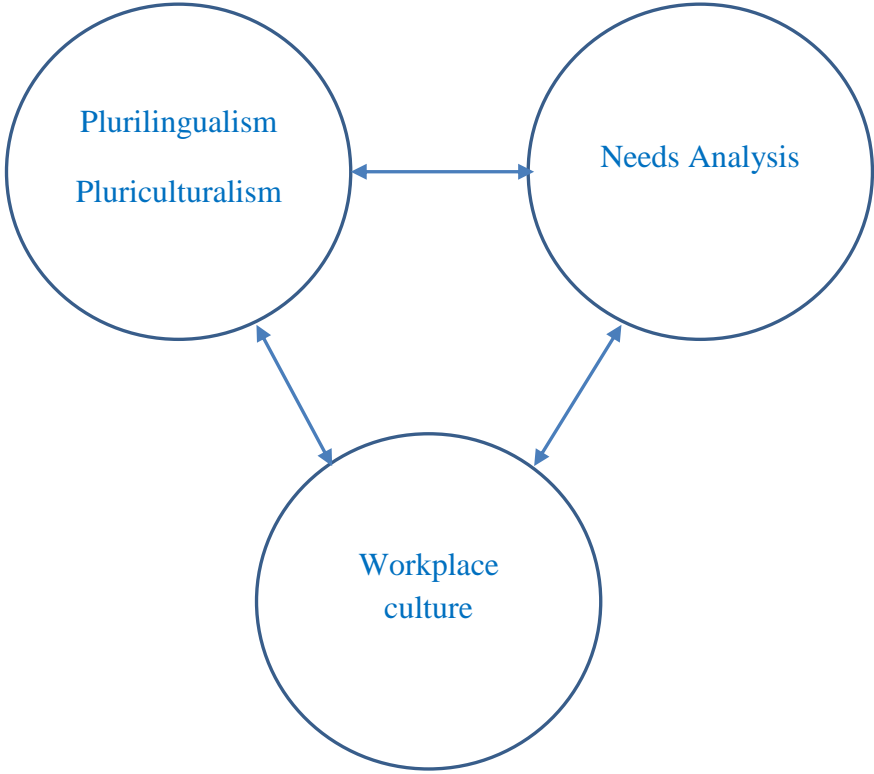 Plurilingualism
Pluriculturalism
Needs Analysis
Workplace
culture